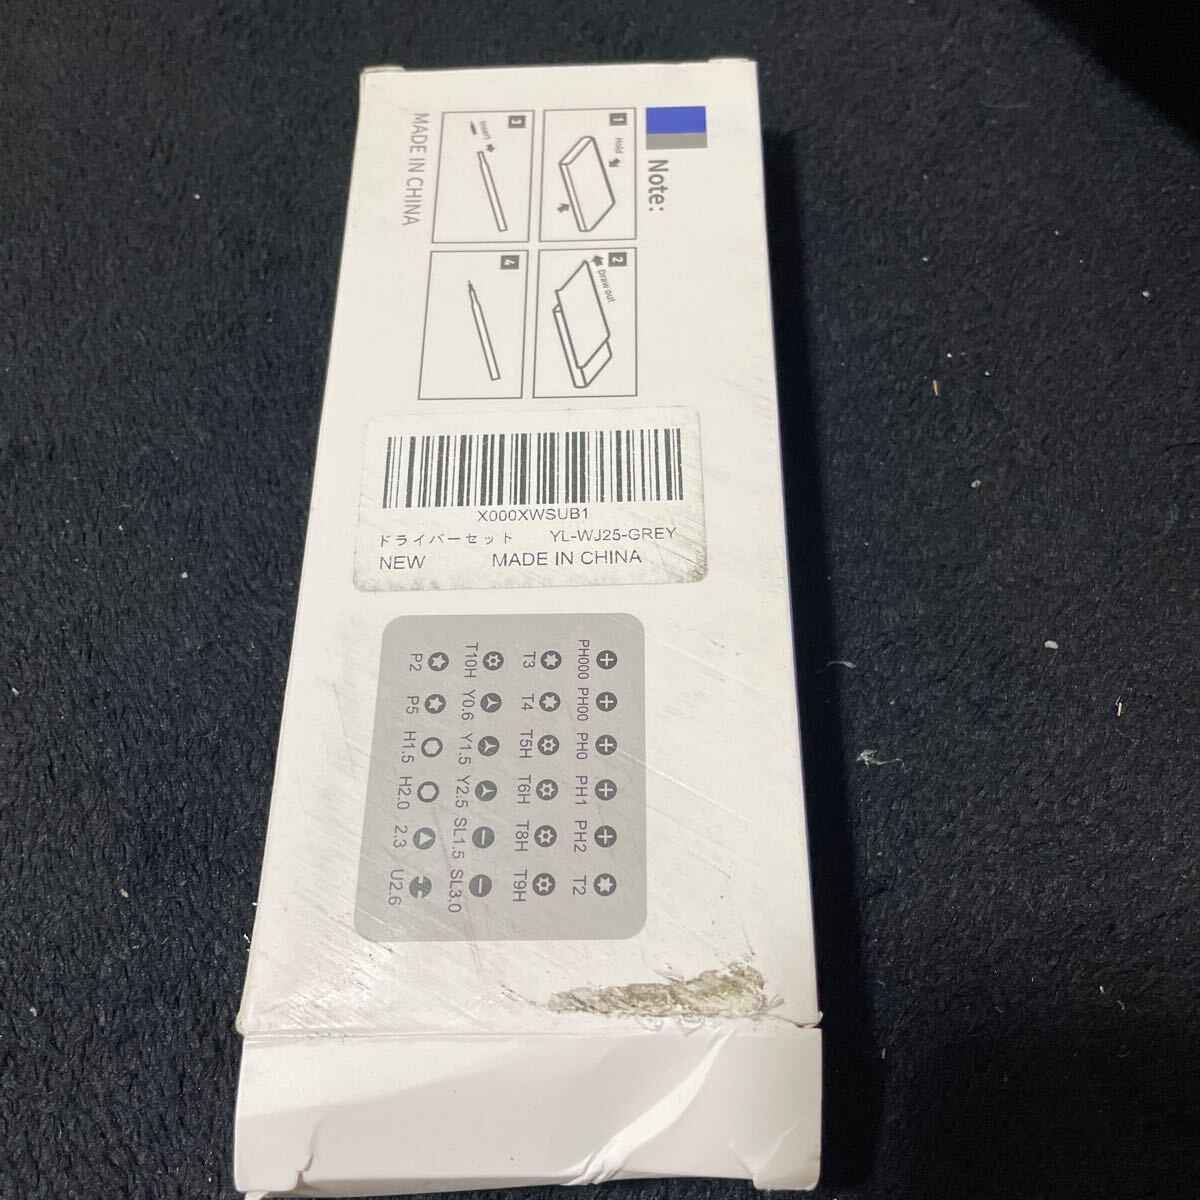 Note:
1
Hold
2
Draw out
3
Insert
4
MADE IN CHINA
X000XWSUB1
ドライバーセット YL-WJ25-GREY
NEW MADE IN CHINA
PH000 PH00 PH0 PH1 PH2 T2
T3 T4 T5H T6H T8H T9H
T10H Y0.6 Y1.5 Y2.5 SL1.5 SL3.0
P2 P5 H1.5 H2.0 2.3 U2.6